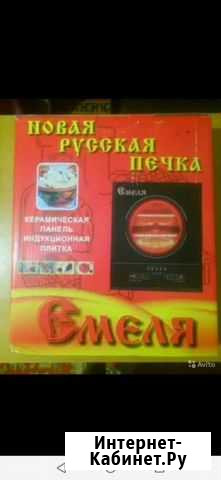 НОВАЯ
РУССКАЯ
ПЕЧКА
КЕРАМИЧЕСКАЯ
ПАНЕЛЬ
ИНДУКЦИОННАЯ
ПЛИТКА
Емеля
Емеля
Avito
Интернет-
Кабинет.Ру